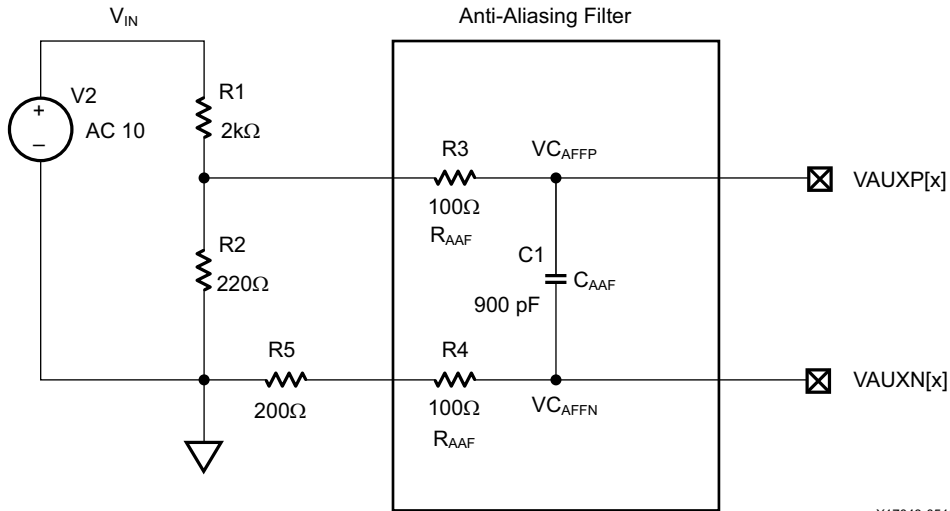 V_IN
Anti-Aliasing Filter
V2
+
–
AC 10
R1
2kΩ
R3
100Ω
R_AAF
VC_AFFP
VAUXP[x]
R2
220Ω
C1
C_AAF
900 pF
R5
200Ω
R4
100Ω
R_AAF
VC_AFFN
VAUXN[x]